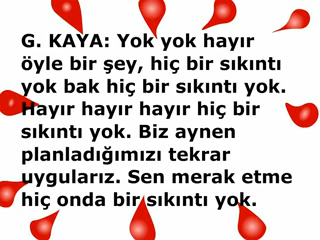 G. KAYA: Yok yok hayır
öyle bir şey, hiç bir sıkıntı
yok bak hiç bir sıkıntı yok.
Hayır hayır hayır hiç bir
sıkıntı yok. Biz aynen
planladığımızı tekrar
uygularız. Sen merak etme
hiç onda bir sıkıntı yok.